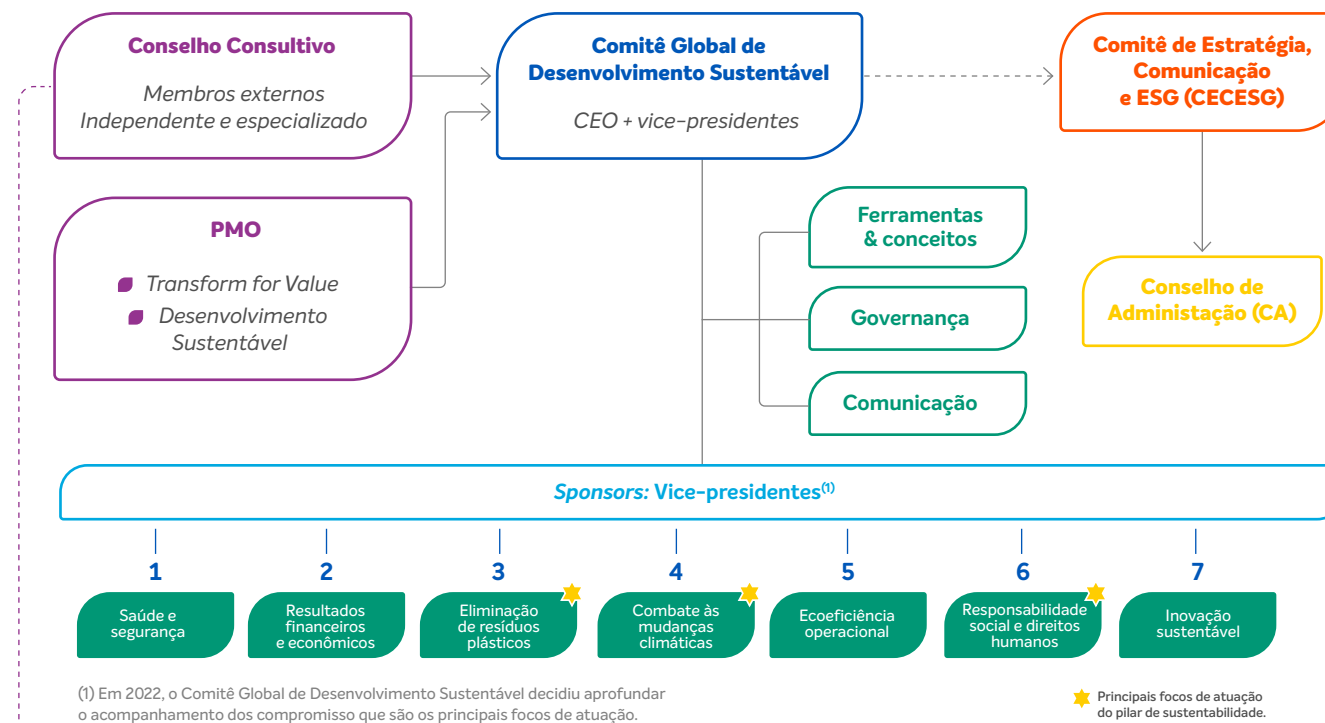 Conselho Consultivo
Membros externos
Independente e especializado
Comitê Global de
Desenvolvimento Sustentável
CEO + vice-presidentes
Comitê de Estratégia,
Comunicação
e ESG (CECESG)
PMO
Transform for Value
Desenvolvimento
Sustentável
Ferramentas
& conceitos
Governança
Comunicação
Conselho de
Administação (CA)
Sponsors: Vice-presidentes(1)
1
2
3
4
5
6
7
Saúde e
segurança
Resultados
financeiros
e econômicos
Eliminação
de resíduos
plásticos
Combate às
mudanças
climáticas
Ecoeficiência
operacional
Responsabilidade
social e direitos
humanos
Inovação
sustentável
(1) Em 2022, o Comitê Global de Desenvolvimento Sustentável decidiu aprofundar
o acompanhamento dos compromisso que são os principais focos de atuação.
Principais focos de atuação
do pilar de sustentabilidade.